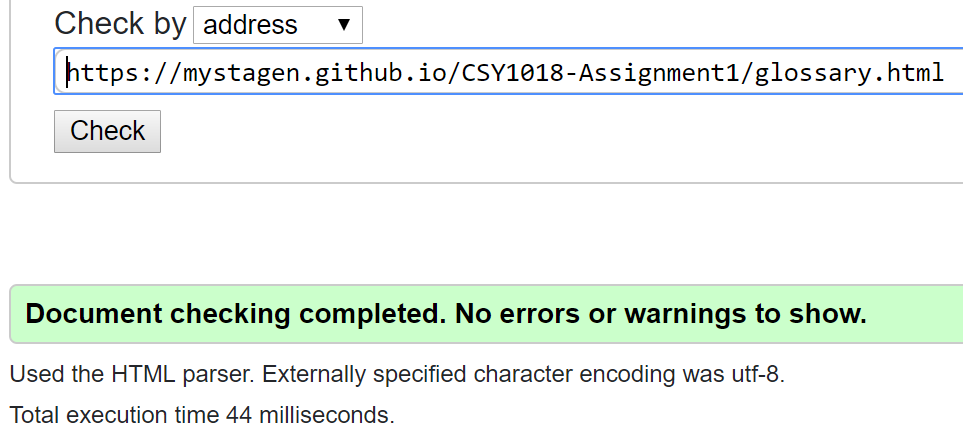 Check by address
https://mystagen.github.io/CSY1018-Assignment1/glossary.html
Check
Document checking completed. No errors or warnings to show.
Used the HTML parser. Externally specified character encoding was utf-8.
Total execution time 44 milliseconds.